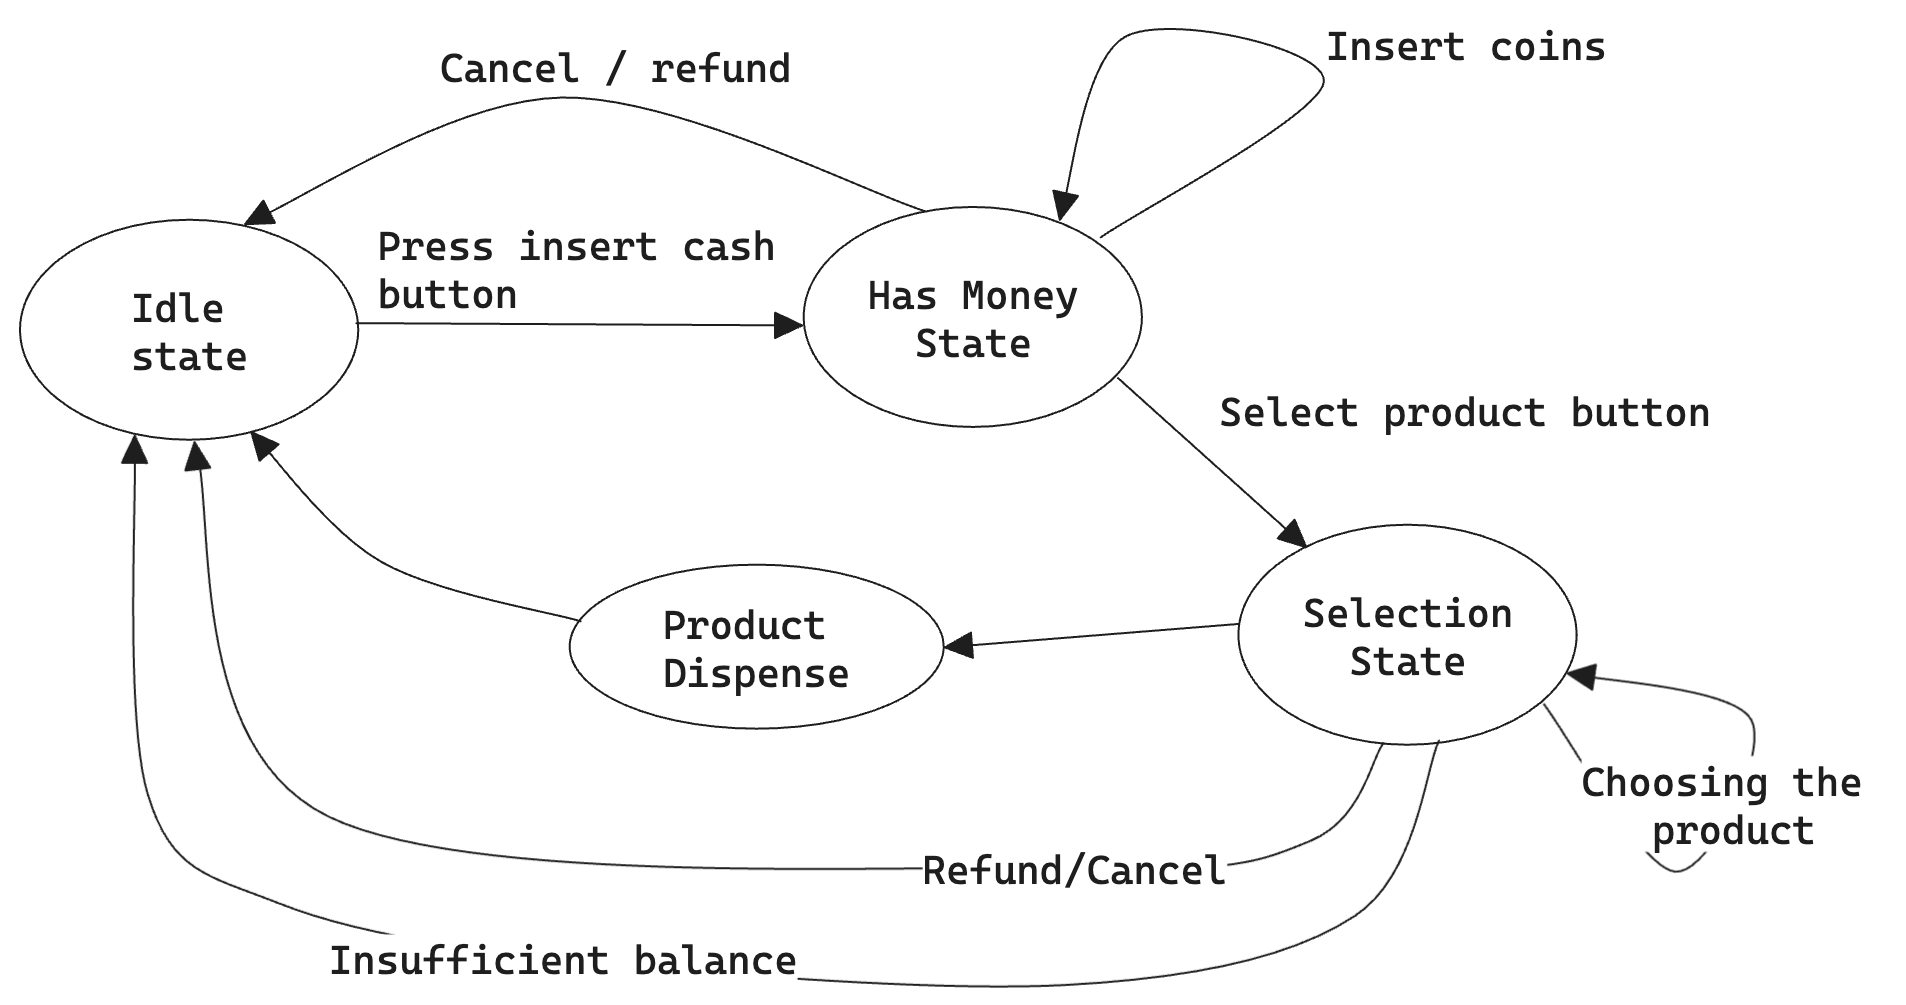 Insert coins
Cancel / refund
Press insert cash
button
Idle
state
Has Money
State
Select product button
Selection
State
Product
Dispense
Choosing the
product
Refund/Cancel
Insufficient balance